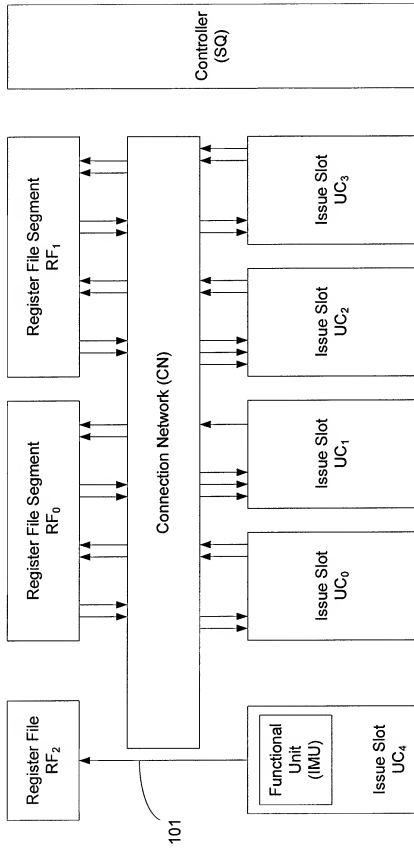 Register File
RF2
Register File Segment
RF0
Register File Segment
RF1
Controller
(SQ)
Connection Network (CN)
101
Functional
Unit
(IMU)
Issue Slot
UC4
Issue Slot
UC0
Issue Slot
UC1
Issue Slot
UC2
Issue Slot
UC3